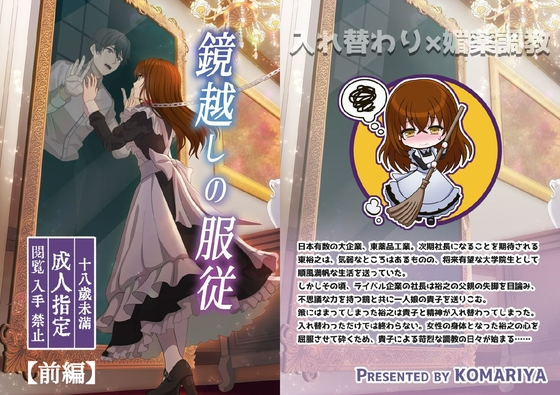 鏡越しの服従
十八歳未満
成人指定
閲覧 入手 禁止
【前編】
入れ替わり×媚薬調教
日本有数の大企業、東薬品工業。次期社長になることを期待される
東裕之は、気弱なところはあるものの、将来有望な大学院生として
順風満帆な生活を送っていた。
しかしその頃、ライバル企業の社長は裕之の父親の失脚を目論み、
不思議な力を持つ鏡と共に一人娘の貴子を送りこむ。
策にはまってしまった裕之は貴子と精神が入れ替わってしまった。
入れ替わっただけでは終わらない。女性の身体となった裕之の心を
屈服させて砕くため、貴子による苛烈な調教の日々が始まる……
PRESENTED BY KOMARIYA